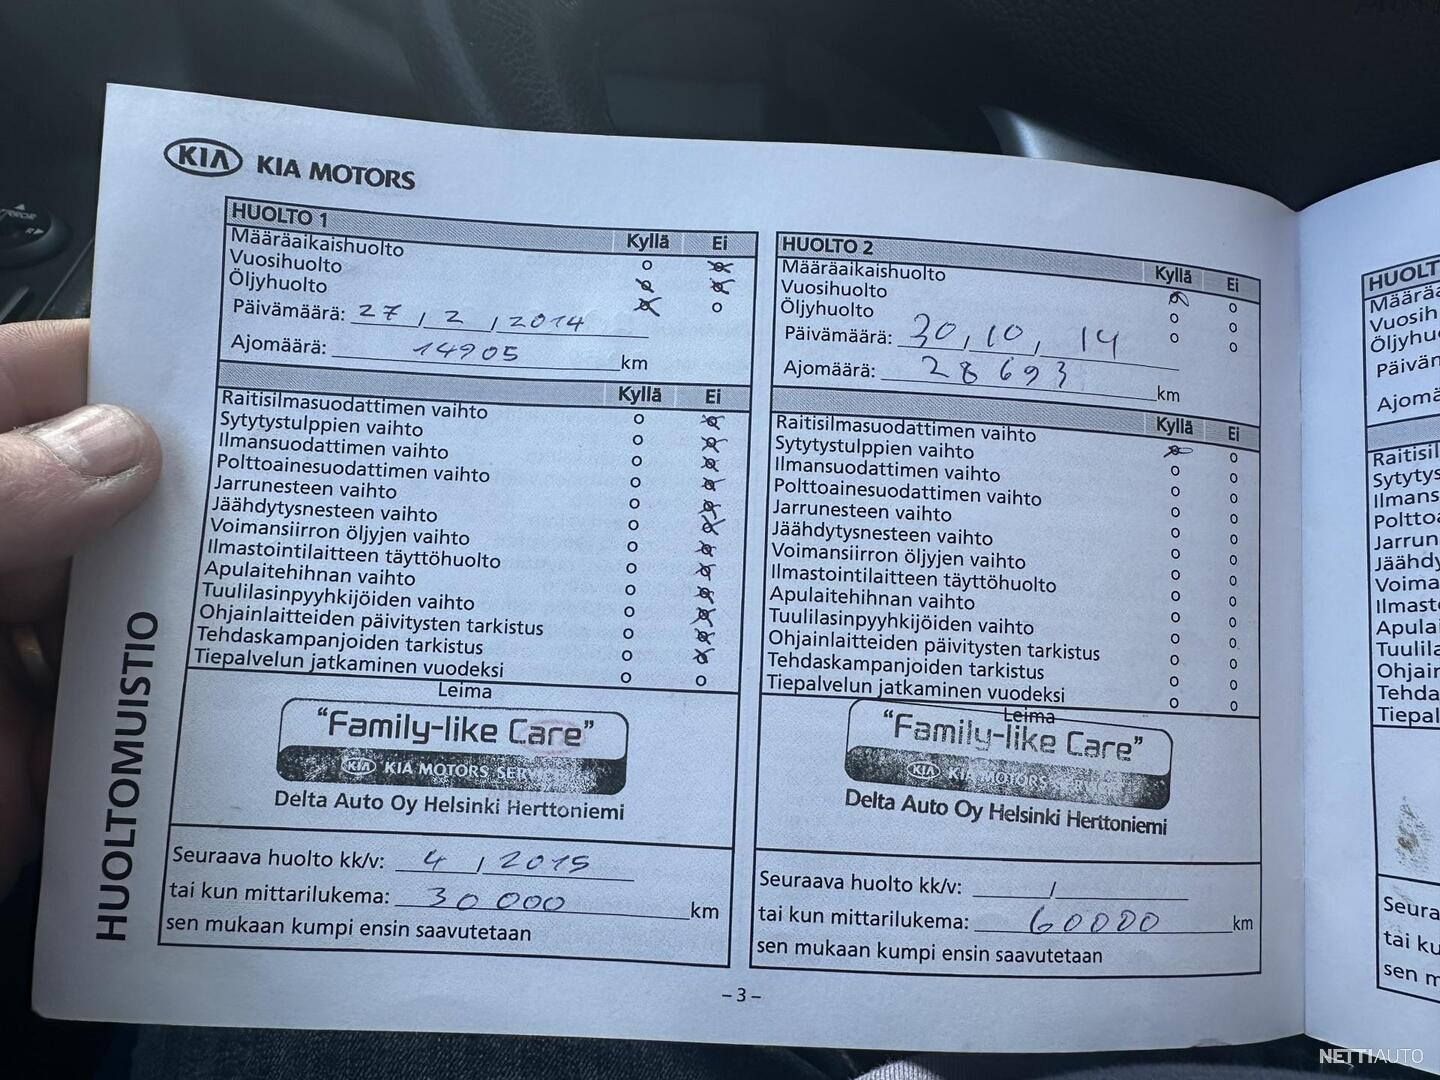 KIA KIA MOTORS
HUOLTOMUISTIO
HUOLTO 1
Kyllä Ei
Määräaikaishuolto
Vuosihuolto
Öljyhuolto
Päivämäärä: 27 / 2 / 2014
Ajomäärä: 14905 km
Kyllä Ei
Raitisilmasuodattimen vaihto
Sytytystulppien vaihto
Ilmansuodattimen vaihto
Polttoainesuodattimen vaihto
Jarrunesteen vaihto
Jäähdytysnesteen vaihto
Voimansiirron öljyjen vaihto
Ilmastointilaitteen täyttöhuolto
Apulaitehihnan vaihto
Tuulilasinpyyhkijöiden vaihto
Ohjainlaitteiden päivitysten tarkistus
Tehdaskampanjoiden tarkistus
Tiepalvelun jatkaminen vuodeksi
Leima
"Family-like Care"
KIA KIA MOTORS
Delta Auto Oy Helsinki Herttoniemi
Seuraava huolto kk/v: 4 / 2015
tai kun mittarilukema: 30 000 km
sen mukaan kumpi ensin saavutetaan
HUOLTO 2
Kyllä Ei
Määräaikaishuolto
Vuosihuolto
Öljyhuolto
Päivämäärä: 30 / 10 / 14
Ajomäärä: 28693 km
Kyllä Ei
Raitisilmasuodattimen vaihto
Sytytystulppien vaihto
Ilmansuodattimen vaihto
Polttoainesuodattimen vaihto
Jarrunesteen vaihto
Jäähdytysnesteen vaihto
Voimansiirron öljyjen vaihto
Ilmastointilaitteen täyttöhuolto
Apulaitehihnan vaihto
Tuulilasinpyyhkijöiden vaihto
Ohjainlaitteiden päivitysten tarkistus
Tehdaskampanjoiden tarkistus
Tiepalvelun jatkaminen vuodeksi
Leima
"Family-like Care"
KIA KIA MOTORS
Delta Auto Oy Helsinki Herttoniemi
Seuraava huolto kk/v: /
tai kun mittarilukema: 60000 km
sen mukaan kumpi ensin saavutetaan
– 3 –
NETTIAUTO